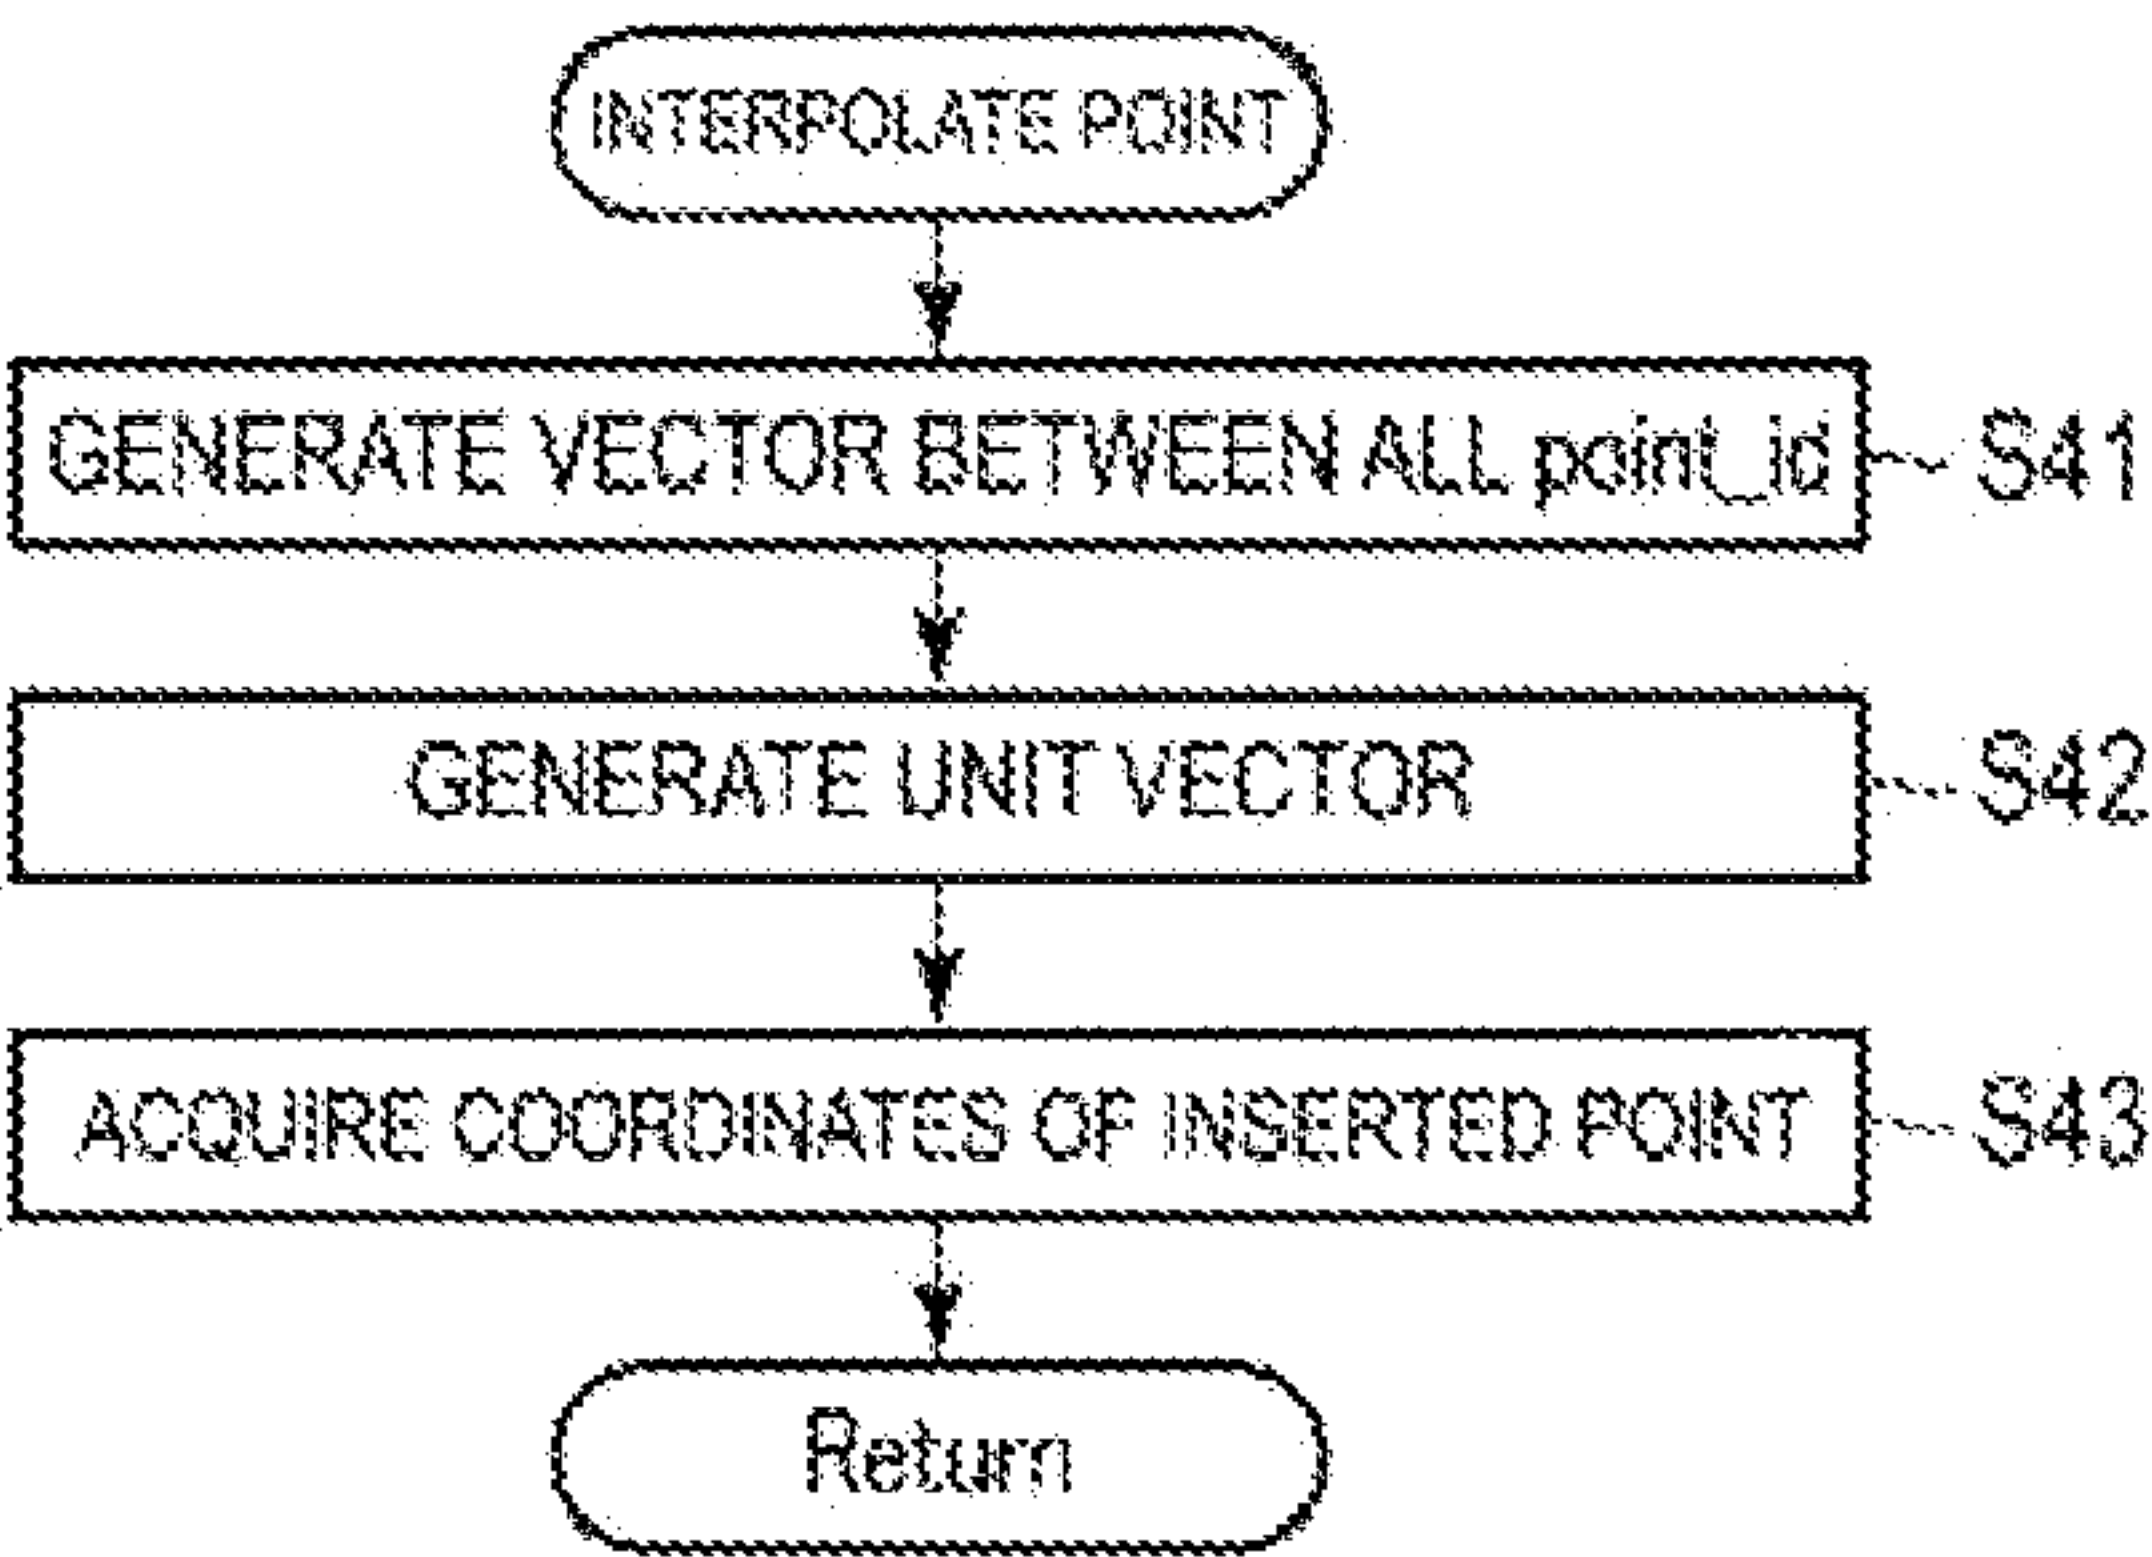 INTERPOLATE POINT
GENERATE VECTOR BETWEEN ALL point_id
S41
GENERATE UNIT VECTOR
S42
ACQUIRE COORDINATES OF INSERTED POINT
S43
Return